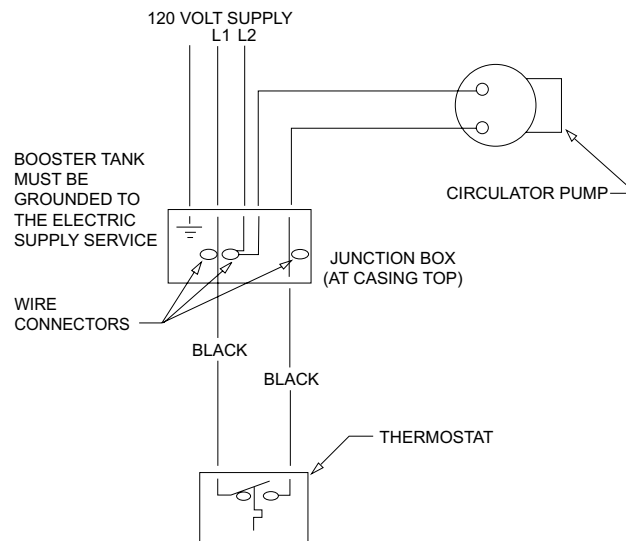 120 VOLT SUPPLY
L1 L2
BOOSTER TANK
MUST BE
GROUNDED TO
THE ELECTRIC
SUPPLY SERVICE
CIRCULATOR PUMP
JUNCTION BOX
(AT CASING TOP)
WIRE
CONNECTORS
BLACK
BLACK
THERMOSTAT